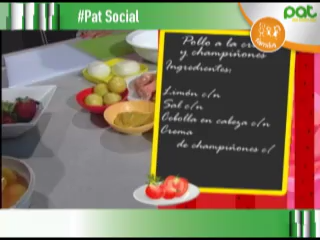 #Pat Social
pat
Pollo a la
y champiñones
Ingredientes:
Limón c/n
Sal c/n
Cebolla en cabeza c/n
Crema
de champiñones c/